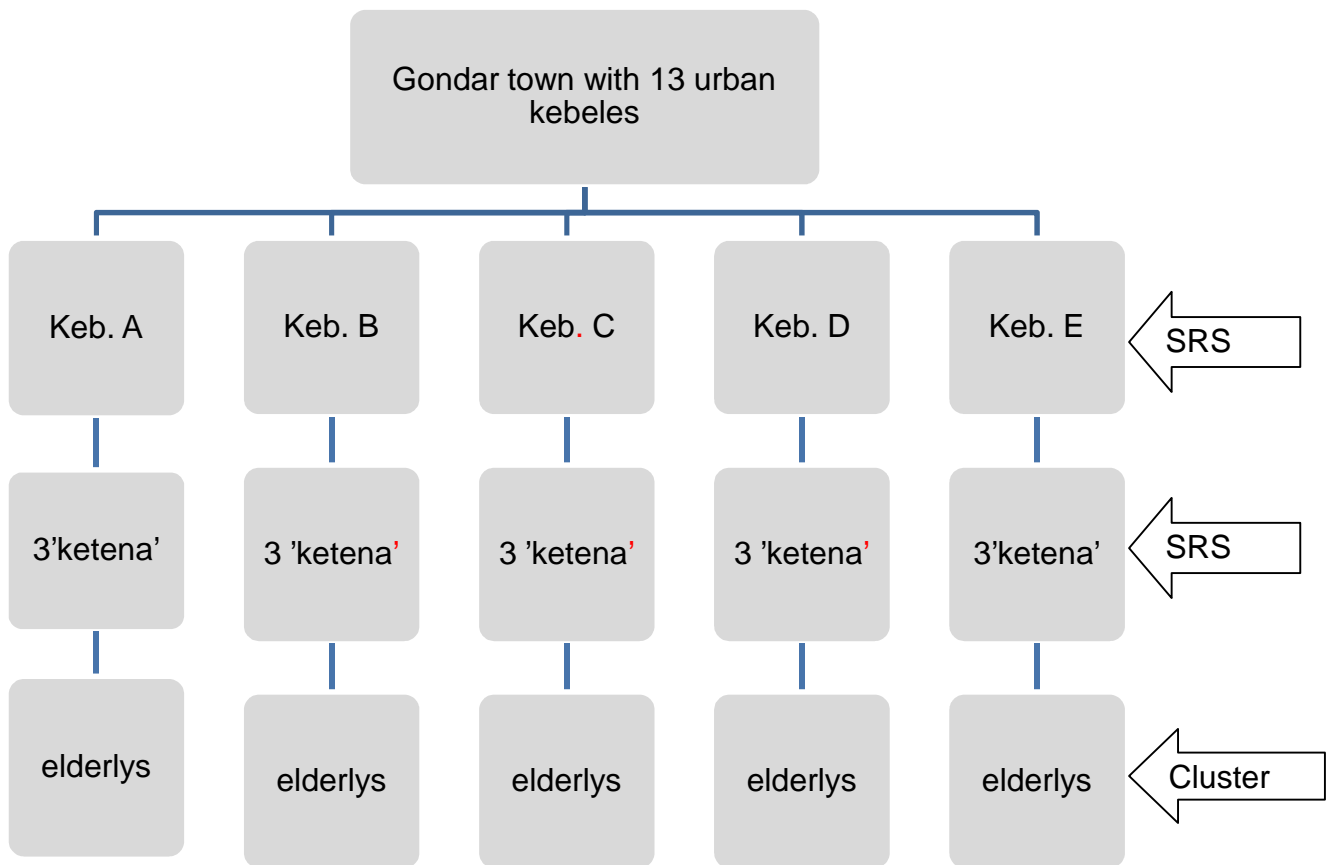 Gondar town with 13 urban
kebeles
Keb. A
Keb. B
Keb. C
Keb. D
Keb. E
SRS
3’ketena’
3 ’ketena’
3 ’ketena’
3 ’ketena’
3’ketena’
SRS
elderlys
elderlys
elderlys
elderlys
elderlys
Cluster